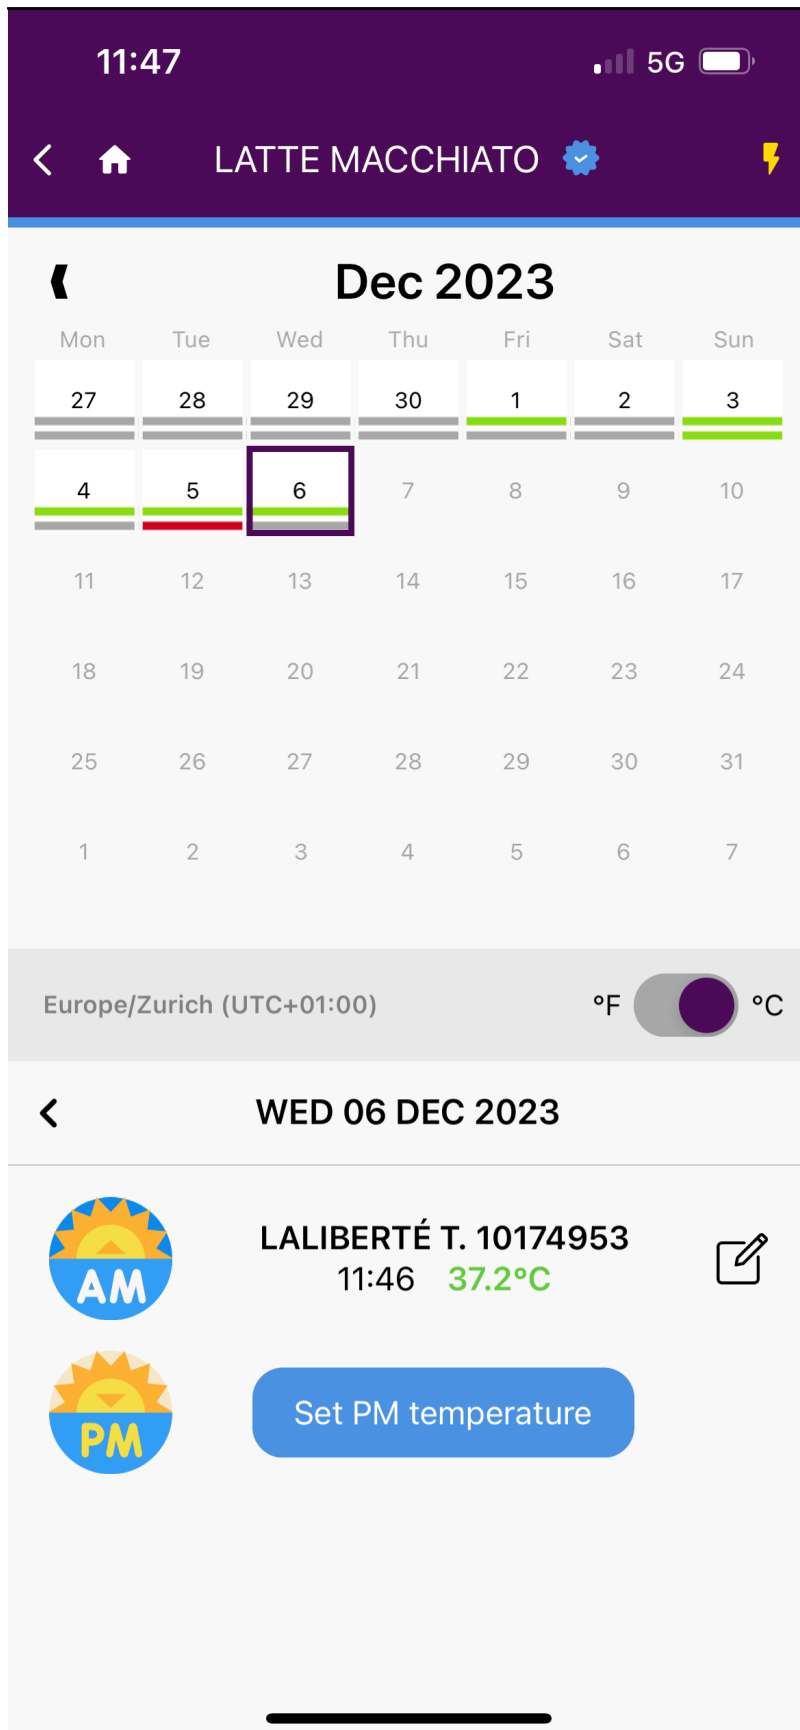 11:47 5G
LATTE MACCHIATO
Dec 2023
Mon Tue Wed Thu Fri Sat Sun
27 28 29 30 1 2 3
4 5 6 7 8 9 10
11 12 13 14 15 16 17
18 19 20 21 22 23 24
25 26 27 28 29 30 31
1 2 3 4 5 6 7
Europe/Zurich (UTC+01:00) °F °C
WED 06 DEC 2023
AM
LALIBERTÉ T. 10174953
11:46 37.2°C
PM
Set PM temperature